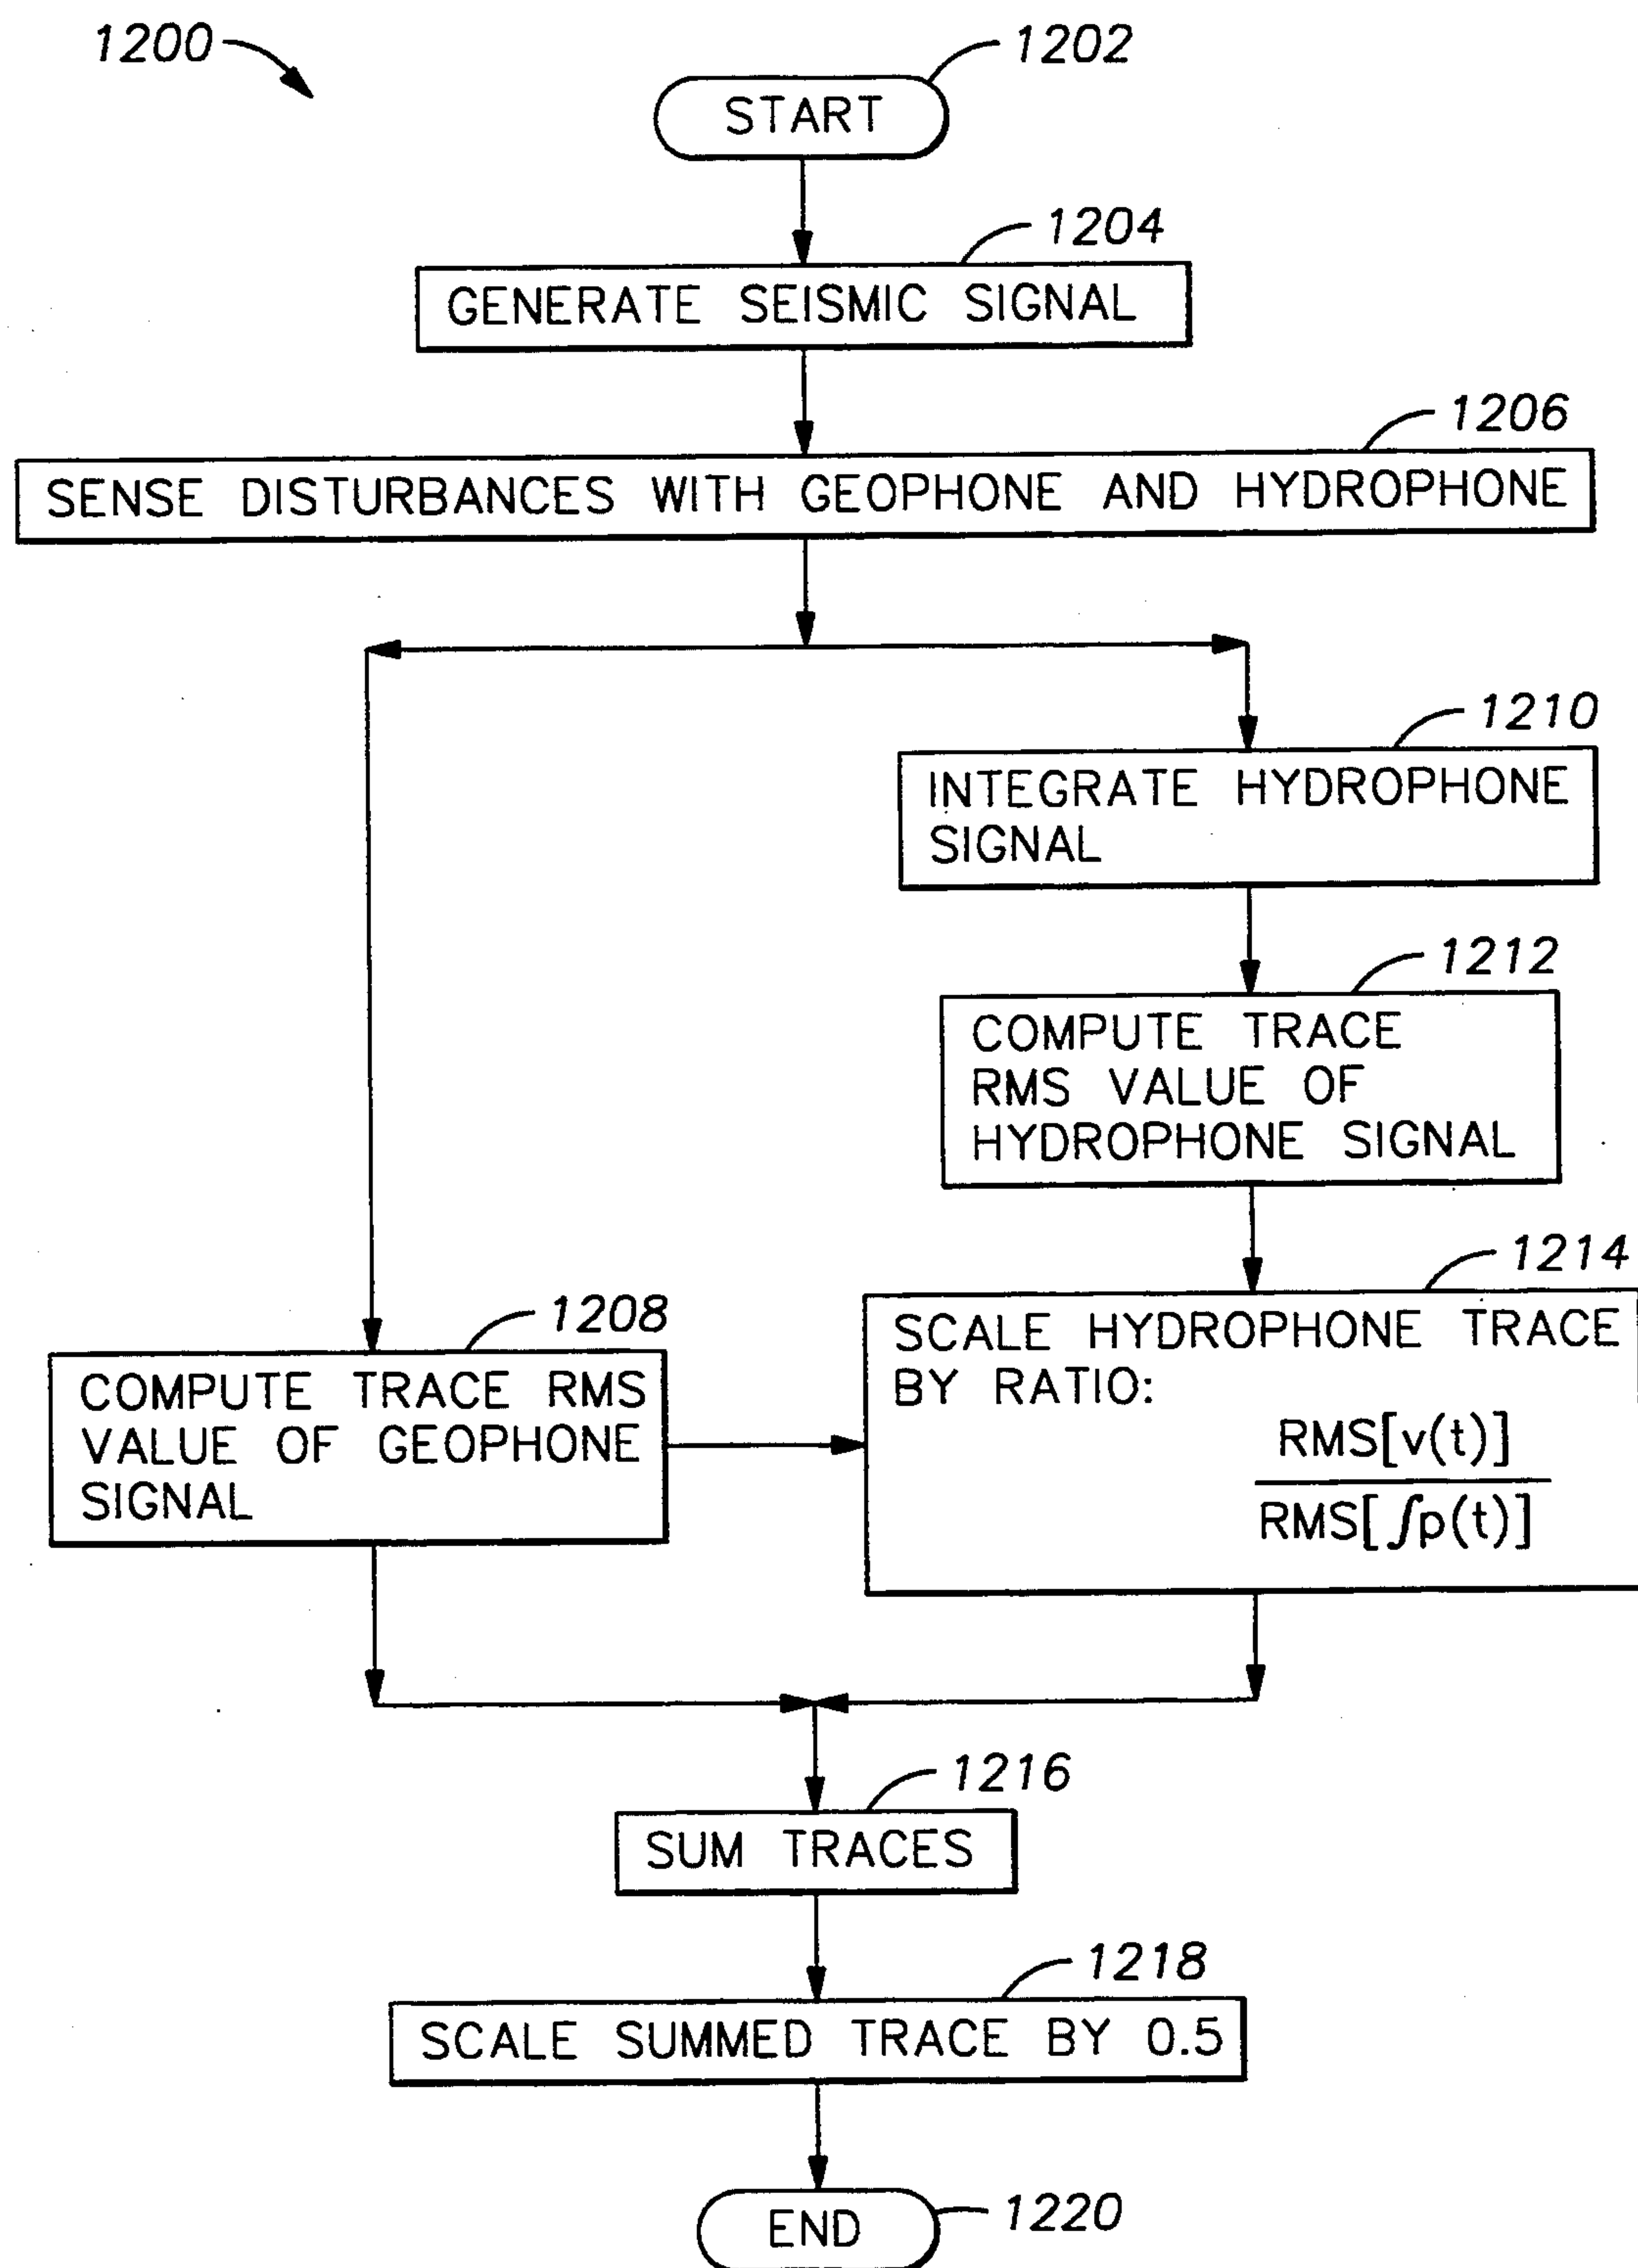 1200
1202
START
1204
GENERATE SEISMIC SIGNAL
1206
SENSE DISTURBANCES WITH GEOPHONE AND HYDROPHONE
1210
INTEGRATE HYDROPHONE
SIGNAL
1212
COMPUTE TRACE
RMS VALUE OF
HYDROPHONE SIGNAL
1208
COMPUTE TRACE RMS
VALUE OF GEOPHONE
SIGNAL
1214
SCALE HYDROPHONE TRACE
BY RATIO:
RMS[v(t)]
RMS[∫p(t)]
1216
SUM TRACES
1218
SCALE SUMMED TRACE BY 0.5
END
1220